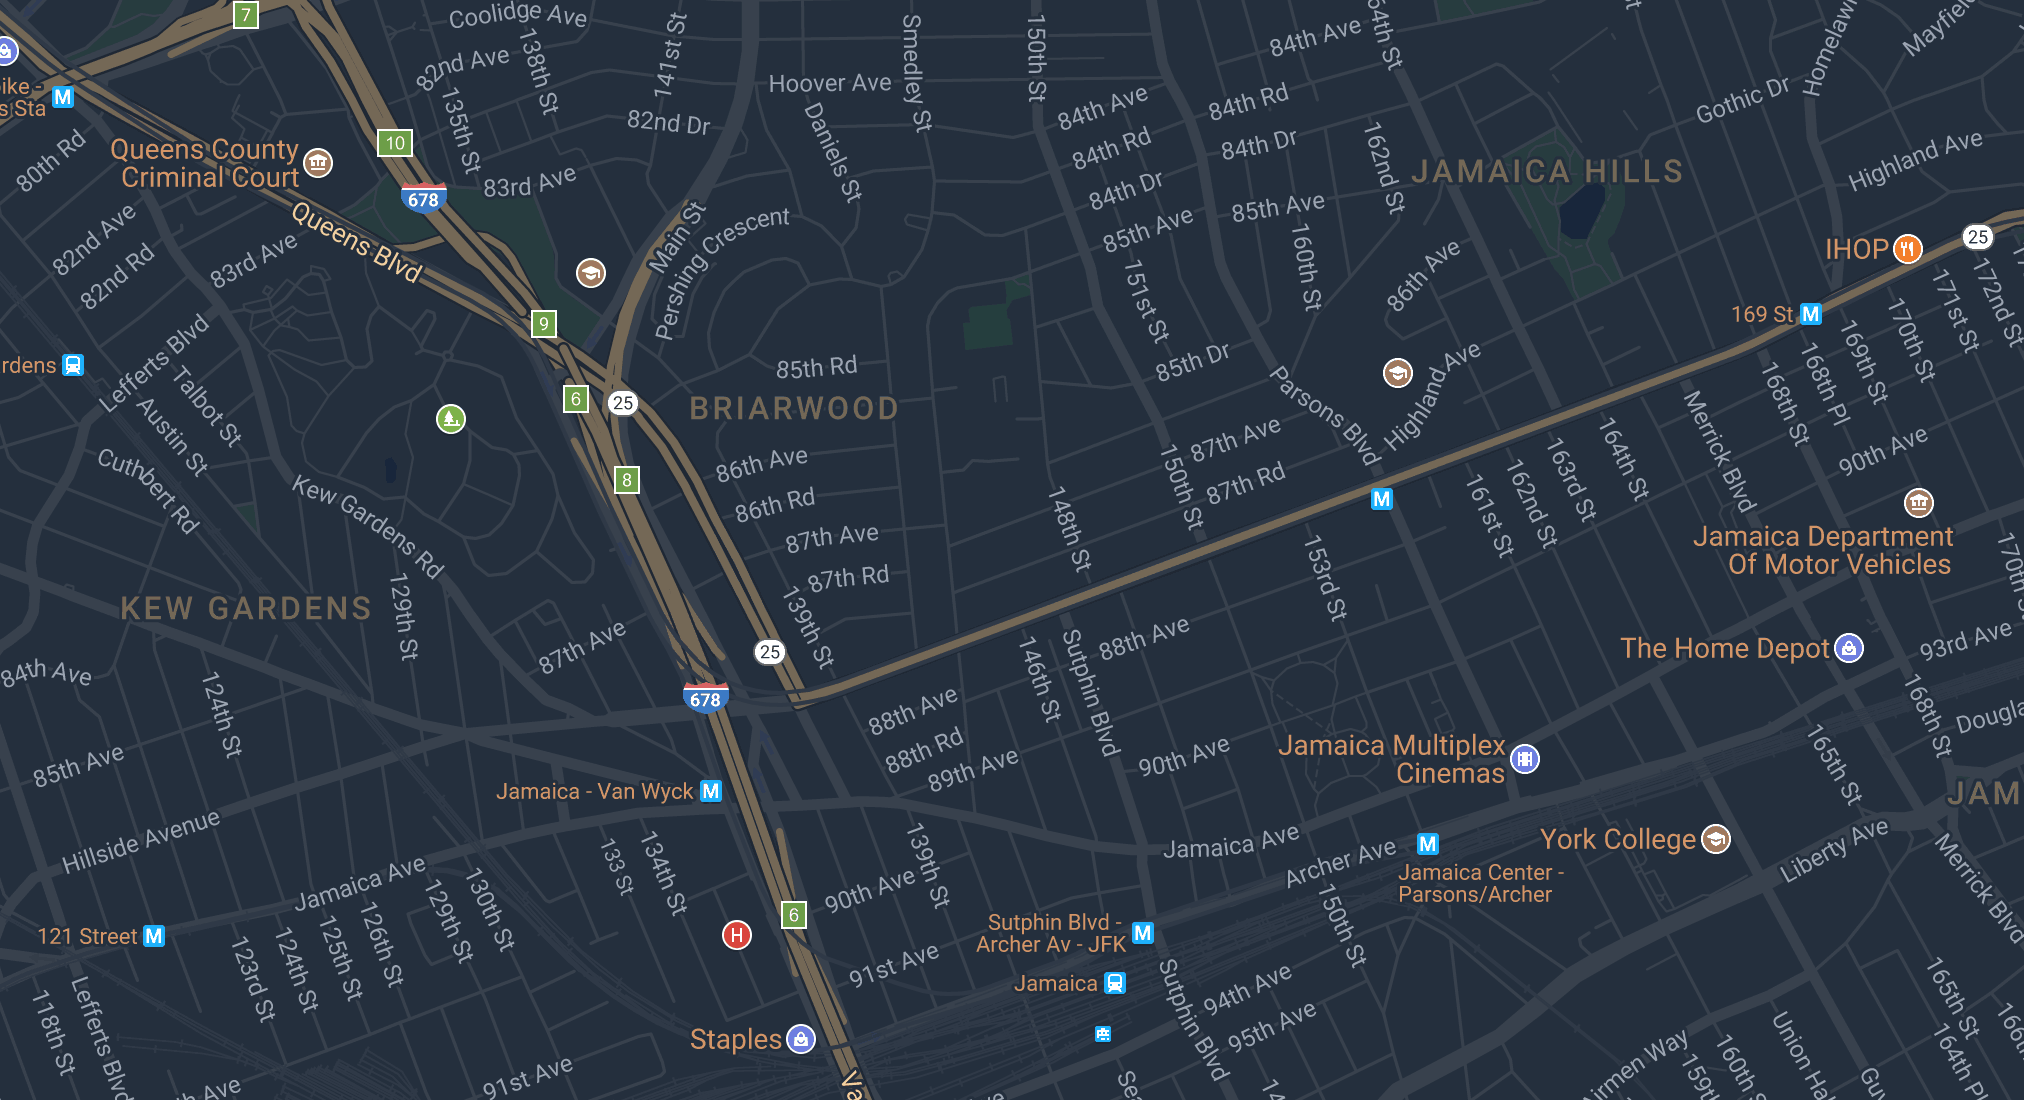 7
Coolidge Ave
138th St
141st St
Smedley St
150th St
84th Ave
164th St
Homelawn
Mayfield
82nd Ave
135th St
Hoover Ave
Daniels St
82nd Dr
84th Ave
84th Rd
84th Rd
84th Dr
84th Dr
162nd St
Gothic Dr
Highland Ave
JAMAICA HILLS
M
10
80th Rd
Queens County
Criminal Court
678
83rd Ave
Queens Blvd
82nd Ave
82nd Rd
83rd Ave
Main St
Pershing Crescent
85th Ave
85th Ave
160th St
151st St
86th Ave
IHOP
25
172nd St
171st St
170th St
169 St M
169th St
168th Pl
168th St
9
rdens
Lefferts Blvd
Talbot St
Austin St
Cuthbert Rd
6
25
85th Rd
BRIARWOOD
85th Dr
Parsons Blvd
Highland Ave
Merrick Blvd
164th St
163rd St
162nd St
161st St
90th Ave
87th Ave
87th Rd
150th St
M
8
86th Ave
86th Rd
87th Ave
87th Rd
148th St
153rd St
Kew Gardens Rd
KEW GARDENS
129th St
87th Ave
139th St
25
Jamaica Department
Of Motor Vehicles
170th St
The Home Depot
93rd Ave
84th Ave
124th St
678
88th Ave
Sutphin Blvd
146th St
88th Ave
88th Rd
89th Ave
90th Ave
Jamaica Multiplex
Cinemas
168th St
165th St
85th Ave
Jamaica - Van Wyck M
JAM
Hillside Avenue
Jamaica Ave
133 St
134th St
139th St
Jamaica Ave
Archer Ave
M
Jamaica Center -
Parsons/Archer
York College
Liberty Ave
Merrick Blvd
130th St
129th St
126th St
125th St
124th St
123rd St
121 Street M
90th Ave
H
6
Sutphin Blvd -
Archer Av - JFK
M
150th St
91st Ave
Jamaica
94th Ave
95th Ave
Sutphin Blvd
118th St
Lefferts Blvd
Staples
91st Ave
165th St
164th Pl
Union Hal
160th S
159th